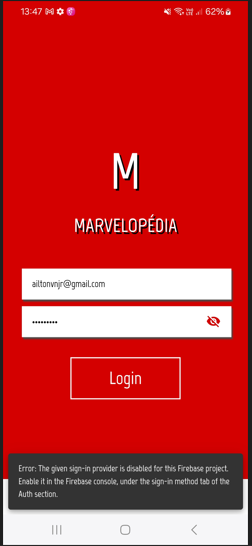 13:47
62%
M
MARVELOPÉDIA
ailtonvnjr@gmail.com
•••••••••
Login
Error: The given sign-in provider is disabled for this Firebase project.
Enable it in the Firebase console, under the sign-in method tab of the
Auth section.